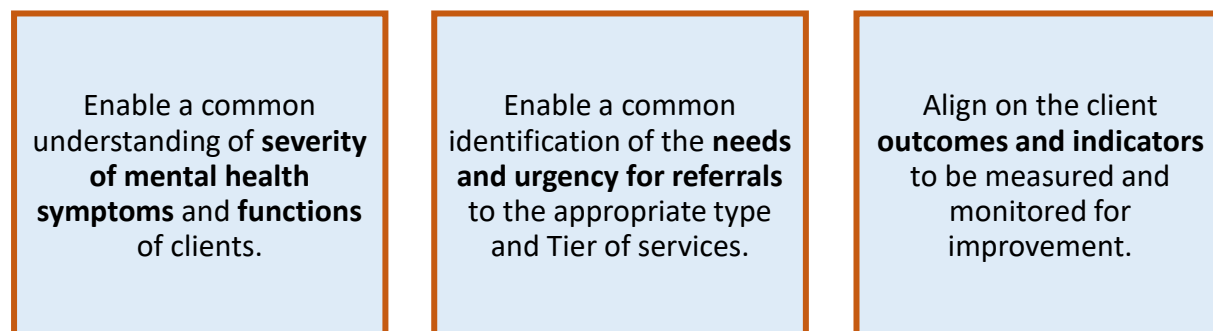 Enable a common
understanding of severity
of mental health
symptoms and functions
of clients.
Enable a common
identification of the needs
and urgency for referrals
to the appropriate type
and Tier of services.
Align on the client
outcomes and indicators
to be measured and
monitored for
improvement.